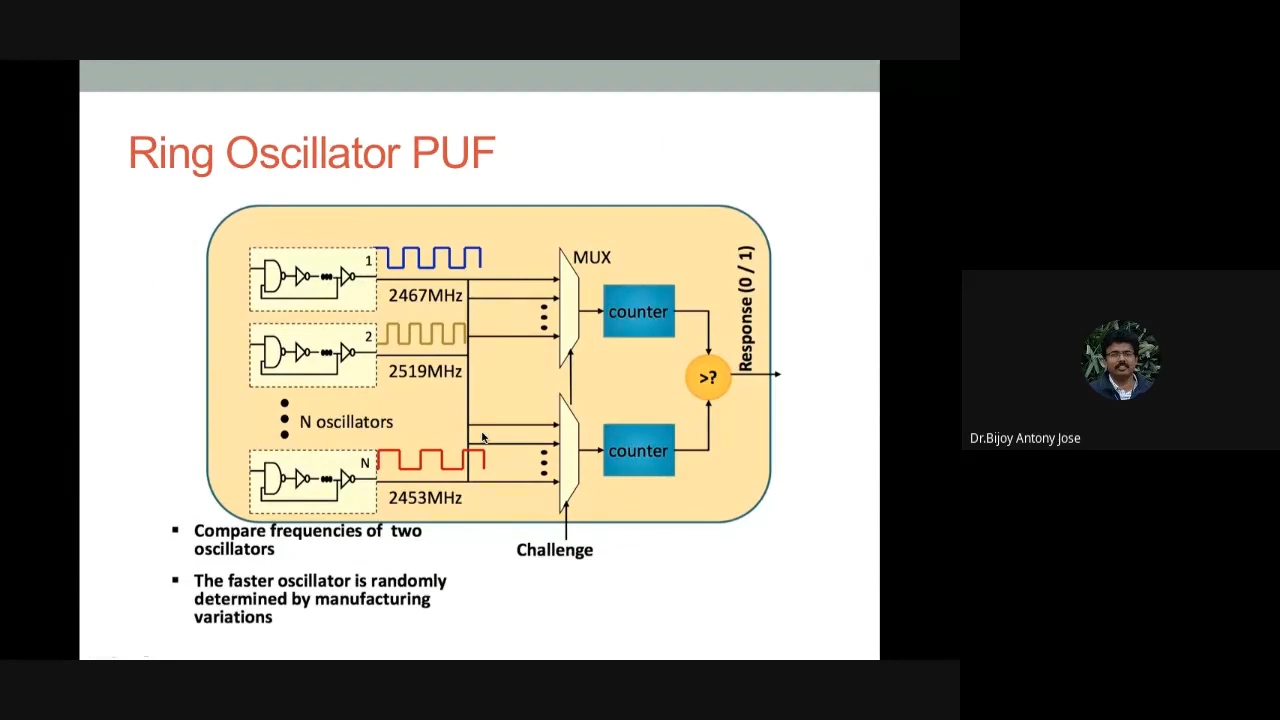 Ring Oscillator PUF
1
2467MHz
2
2519MHz
N oscillators
N
2453MHz
MUX
counter
counter
>?
Response (0 / 1)
Challenge
▪ Compare frequencies of two
oscillators
▪ The faster oscillator is randomly
determined by manufacturing
variations
Dr.Bijoy Antony Jose